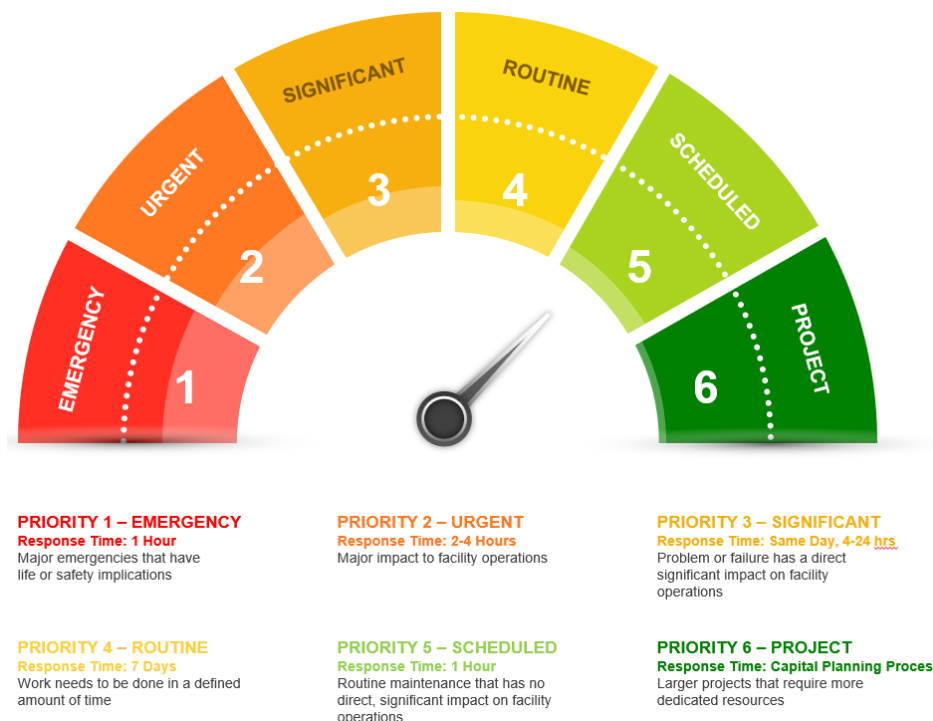 SIGNIFICANT
ROUTINE
URGENT
SCHEDULED
EMERGENCY
PROJECT
3
4
2
5
1
6
PRIORITY 1 – EMERGENCY
Response Time: 1 Hour
Major emergencies that have
life or safety implications
PRIORITY 2 – URGENT
Response Time: 2-4 Hours
Major impact to facility operations
PRIORITY 3 – SIGNIFICANT
Response Time: Same Day, 4-24 hrs
Problem or failure has a direct
significant impact on facility
operations
PRIORITY 4 – ROUTINE
Response Time: 7 Days
Work needs to be done in a defined
amount of time
PRIORITY 5 – SCHEDULED
Response Time: 1 Hour
Routine maintenance that has no
direct, significant impact on facility
operations
PRIORITY 6 – PROJECT
Response Time: Capital Planning Proces
Larger projects that require more
dedicated resources